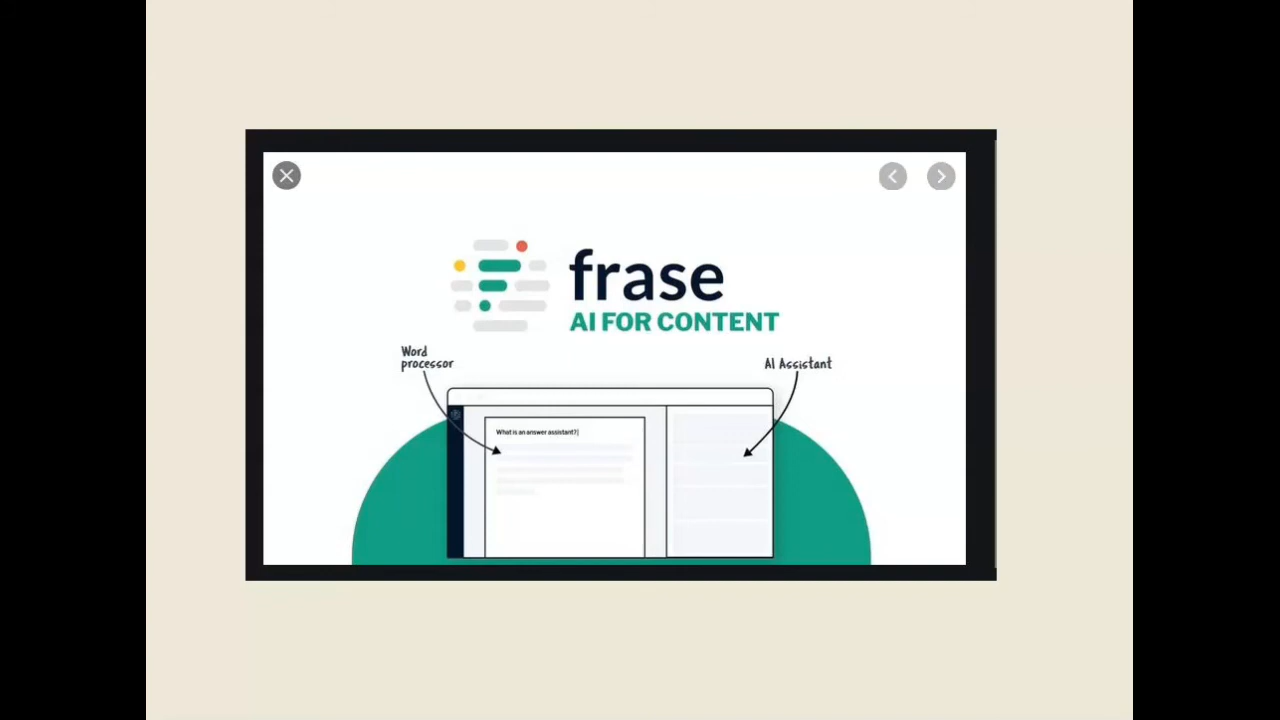 frase
AI FOR CONTENT
Word
processor
AI Assistant
What is an answer assistant?